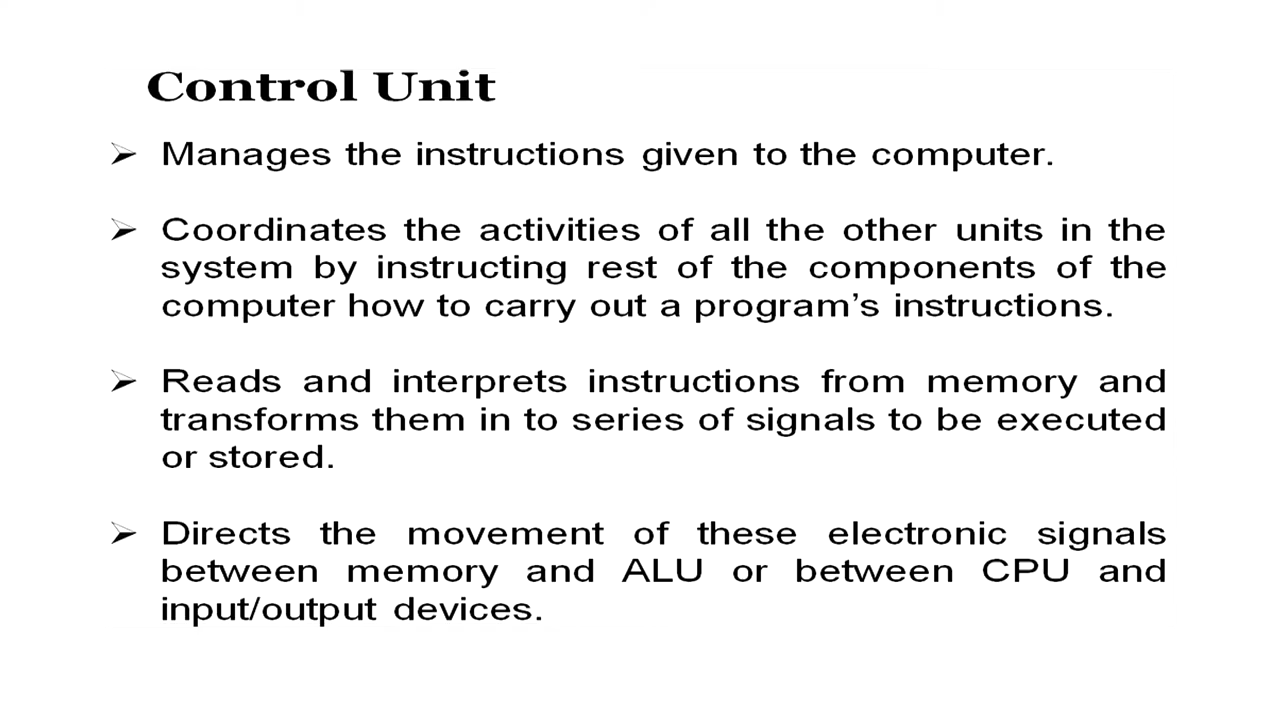 Control Unit
➢ Manages the instructions given to the computer.
➢ Coordinates the activities of all the other units in the
system by instructing rest of the components of the
computer how to carry out a program’s instructions.
➢ Reads and interprets instructions from memory and
transforms them in to series of signals to be executed
or stored.
➢ Directs the movement of these electronic signals
between memory and ALU or between CPU and
input/output devices.